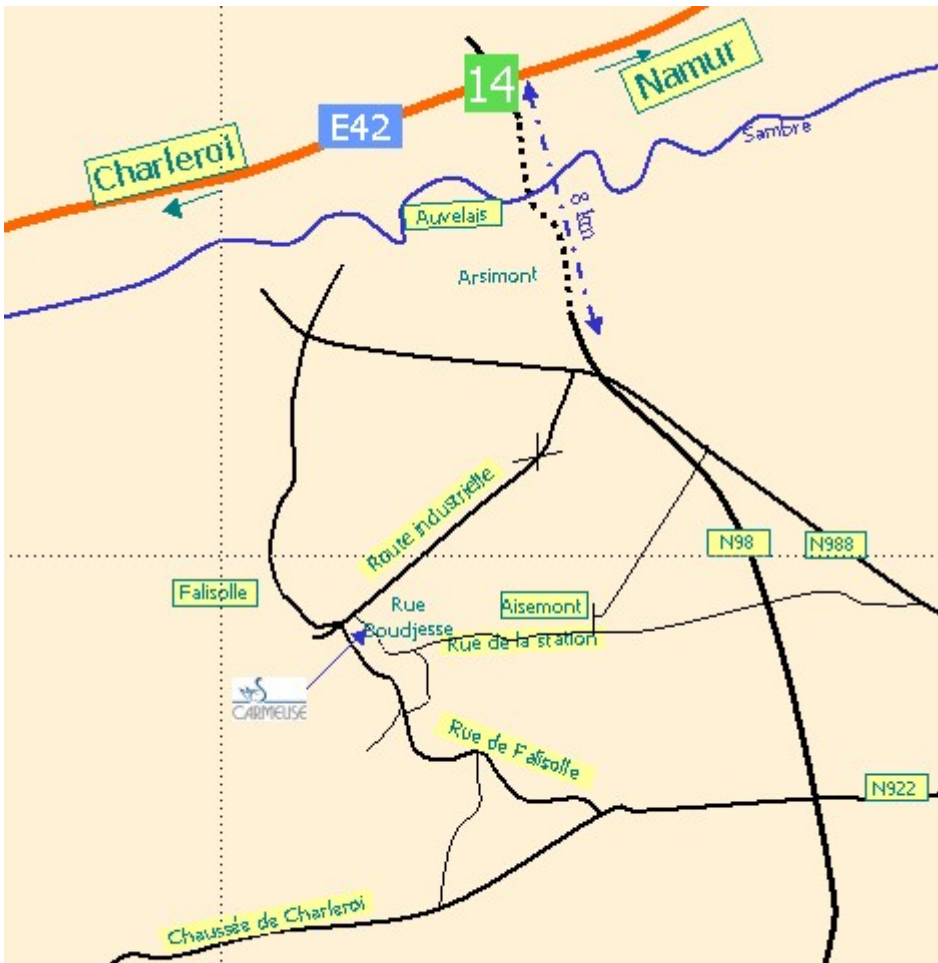 14
Namur
E42
Charleroi
Sambre
Auvelais
8 km
Arsimont
Route industrielle
N98
N988
Falisolle
Rue
Boudjesse
Aisemont
Rue de la station
CARMEUSE
Rue de Falisolle
N922
Chaussée de Charleroi